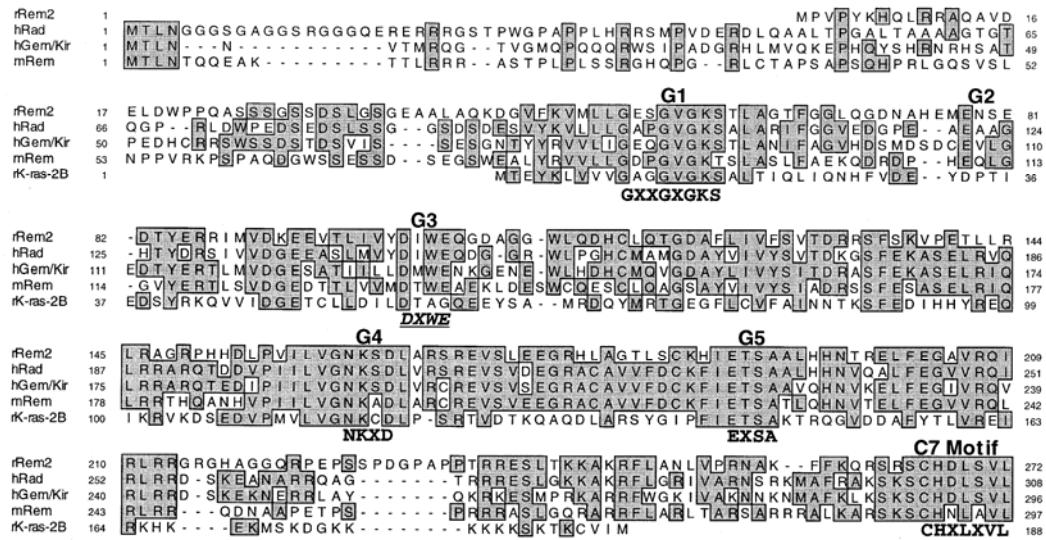 rRem2 1 MPVPYKHQLRRAQAVD 16
hRad 1 MTLNGGGSGAGGSRGGGQERERRRGSTPWGPAPPLHRRSMPVDERDLQAALTPGALTAAAAGTGT 65
hGem/Kir 1 MTLN---N---------VTMRQG--TVGMQPQQQRWSIPADGRHLMVQKEPHQYSHRNRHSAT 49
mRem 1 MTLNTQQEAK------TTLRRR---ASTPLPLSSRGHQPG--RLCTAPSAPSQHPRLGQSVSL 52
G1 G2
rRem2 17 ELDWPPQASSSGSSDSLGSGEAALAQKDGVFKVMLLGESGVGKSTLAGTFGGLQGDNAHEMENSE 81
hRad 66 QGP--RLDWPEDSEDSLSSG--GSDSDESVYKVLLLGAPGVGKSALARIFGGVEDGPE--AEAAG 124
hGem/Kir 50 PEDHCRRSWSSDSTDSVIS----SESGNTYYRVVLIGEQGVGKSTLANIFAGVHDSMDSDCEVLG 110
mRem 53 NPPVRKPSPAQDGWSSESSD--SEGSWEALYRVVLLGDPGVGKTSLASLFAEKQDRDP--HEQLG 113
rK-ras-2B 1 MTEYKLVVVGAGGVGKSALTIQLIQNHFVDE--YDPTI 36
GXXGXGKS
G3
rRem2 82 -DTYERRIMVDKEEVTLIVYDIWEQGDAGG-WLQDHCLQTGDAFLIVFSVTDRRSFSKVPETLLR 144
hRad 125 -HTYDRSIVVDGEEASLMVYDIWEQDG-GR-WLPGHCMAMGDAYVIVYSVTDKGSFEKASELRVQ 186
hGem/Kir 111 EDTYERTLMVDGESATIILLDMWENKGENE-WLHDHCMQVGDAYLIVYSITDRASFEKASELRIQ 174
mRem 114 -GVYERTLSVDGEDTTLVVMDTWEAEKLDESWCQESCLQAGSAYVIVYSIADRSSFESASELRIQ 177
rK-ras-2B 37 EDSYRKQVVIDGETCLLDILDTAGQEEYSA--MRDQYMRTGEGFLCVFAINNTKSFEDIHHYREQ 99
DXWE
G4 G5
rRem2 145 LRAGRPHHDLPVILVGNKSDLARSREVSLEEGRHLAGTLSCKHIETSAALHHNTRELFEGAVRQI 209
hRad 187 LRRARQTDDVPIILVGNKSDLVRSREVSVDEGRACAVVFDCKFIETSAALHHNVQALFEGVVRQI 251
hGem/Kir 175 LRRARQTEDIPIILVGNKSDLVRCREVSVSEGRACAVVFDCKFIETSAAVQHNVKELFEGIVRQV 239
mRem 178 LRRTHQANHVPIILVGNKADLARCREVSVEEGRACAVVFDCKFIETSATLQHNVTELFEGVVRQL 242
rK-ras-2B 100 IKRVKDSEDVPMVLVGNKCDLP-SRTVDTKQAQDLARSYGIPFIETSAKTRQGVDDAFYTLVREI 163
NKXD EXSA
C7 Motif
rRem2 210 RLRRGRGHAGGQRPEPSSPDGPAPPTRRESLTKKAKRFLANLVPRNAK--FFKQRSRSCHDLSVL 272
hRad 252 RLRRD-SKEANARRQAG--------TRRRESLGKKAKRFLGRIVARNSRKMAFRAKSKSCHDLSVL 308
hGem/Kir 240 RLRRD-SKEKNERRLAY--------QKRKESMPRKARRFWGKIVAKNNKNMAFKLKSKSCHDLSVL 296
mRem 243 RLRR---QDNAAPETPS------PRRRASLGQRARRFLARLTARSARRRALKARSKSCHNLAVL 297
rK-ras-2B 164 RKHK----EKMSKDGKK-------KKKKSKTKCVIM 188
CHXLXVL